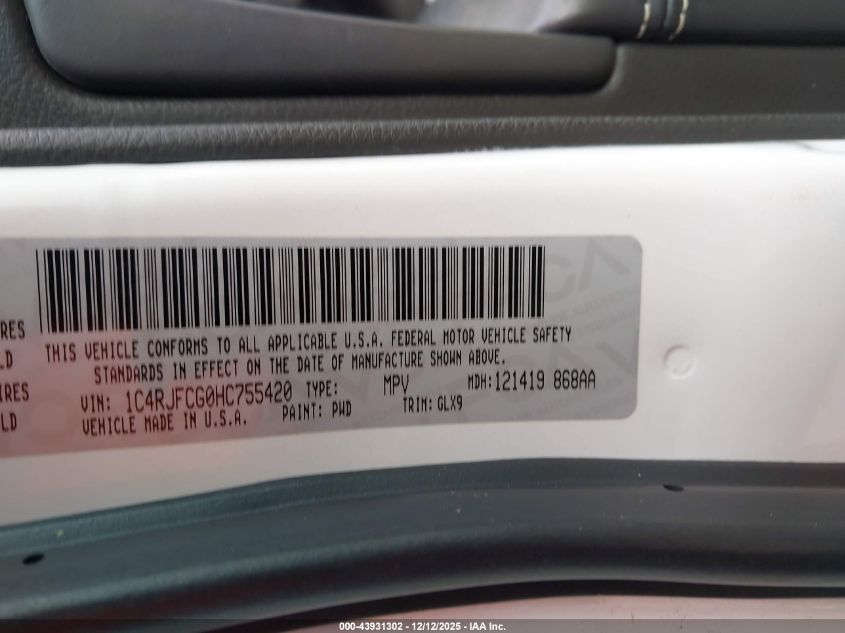 RES
LD
IRES
LD
THIS VEHICLE CONFORMS TO ALL APPLICABLE U.S.A. FEDERAL MOTOR VEHICLE SAFETY
STANDARDS IN EFFECT ON THE DATE OF MANUFACTURE SHOWN ABOVE.
VIN: 1C4RJFCG0HC755420 TYPE: MPV MDH:121419 868AA
VEHICLE MADE IN U.S.A. PAINT: PWD TRIM: GLX9
000-43931302 - 12/12/2025 - IAA Inc.